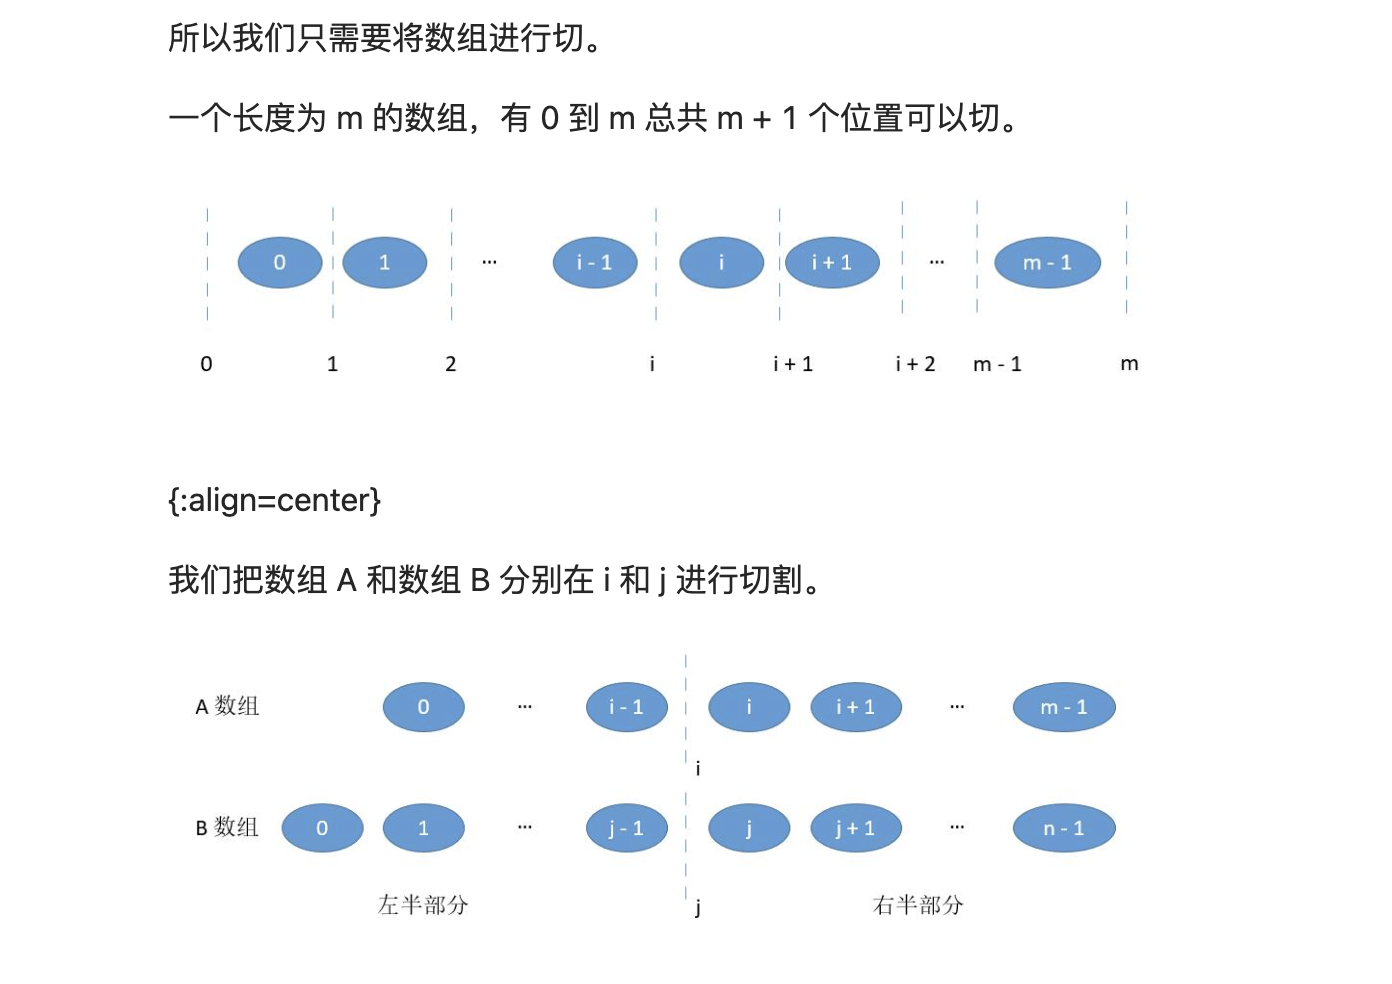 所以我们只需要将数组进行切。
一个长度为 m 的数组，有 0 到 m 总共 m + 1 个位置可以切。
0 1 ... i - 1 i i + 1 ... m - 1
0 1 2 i i + 1 i + 2 m - 1 m
{:align=center}
我们把数组 A 和数组 B 分别在 i 和 j 进行切割。
A 数组 0 ... i - 1 i i + 1 ... m - 1
i
B 数组 0 1 ... j - 1 j j + 1 ... n - 1
左半部分 j 右半部分